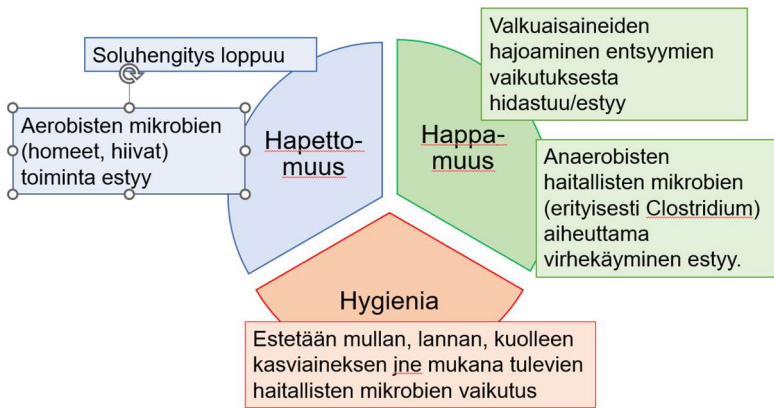 Soluhengitys loppuu
Aerobisten mikrobien
(homeet, hiivat)
toiminta estyy
Hapetto-
muus
Happa-
muus
Valkuaisaineiden
hajoaminen entsyymien
vaikutuksesta
hidastuu/estyy
Anaerobisten
haitallisten mikrobien
(erityisesti Clostridium)
aiheuttama
virhekäyminen estyy.
Hygienia
Estetään mullan, lannan, kuolleen
kasviaineksen jne mukana tulevien
haitallisten mikrobien vaikutus